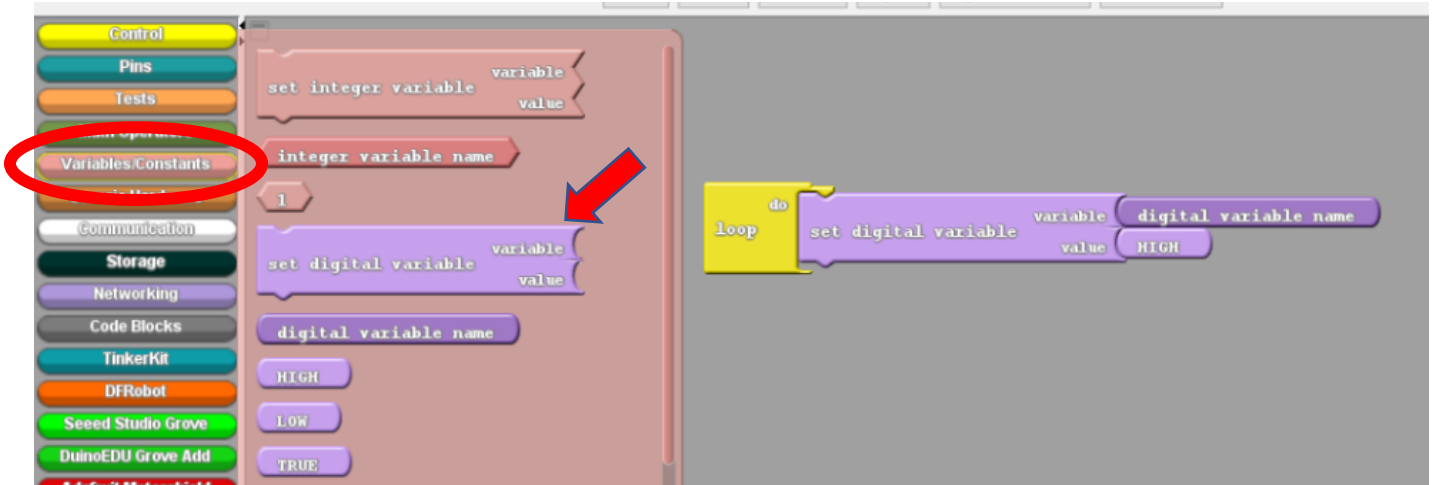 Control
Pins
Tests
Variables/Constants
Communication
Storage
Networking
Code Blocks
TinkerKit
DFRobot
Seeed Studio Grove
DuinoEDU Grove Add
set integer variable
variable
value
integer variable name
1
set digital variable
variable
value
digital variable name
HIGH
LOW
TRUE
loop
do
set digital variable
variable
digital variable name
value
HIGH